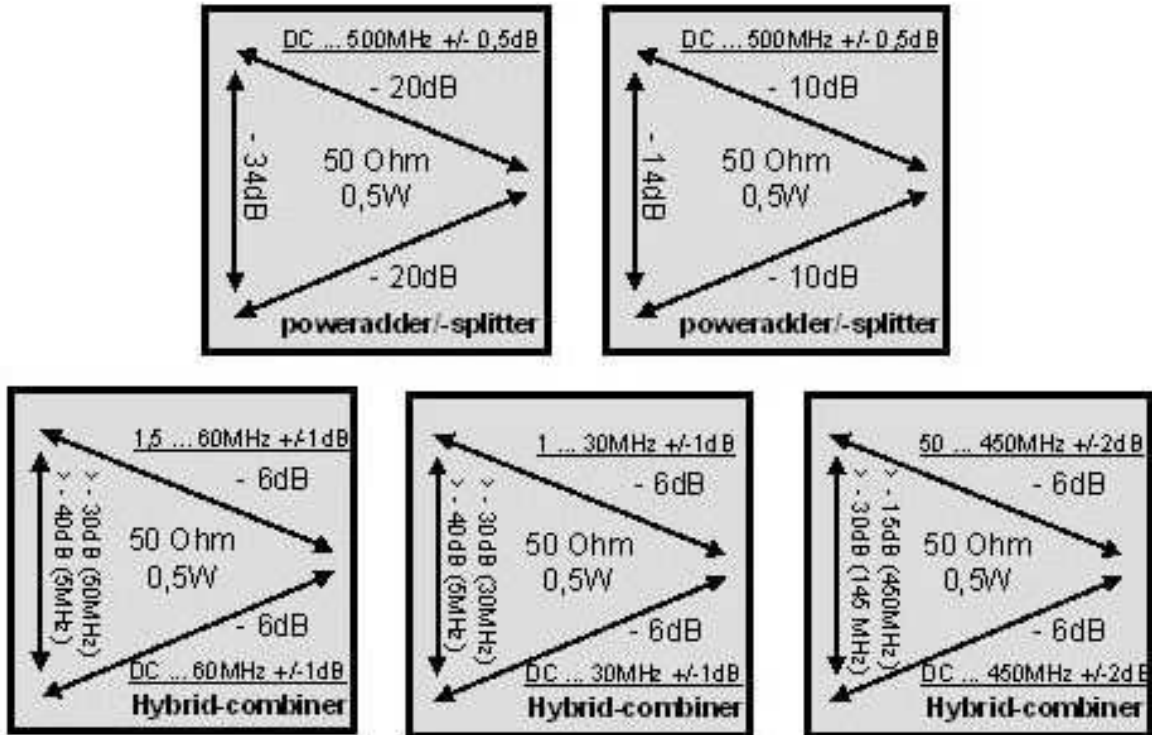 DC ... 500MHz +/- 0,5dB
- 20dB
- 34dB
50 Ohm
0,5W
- 20dB
poweradder/-splitter
DC ... 500MHz +/- 0,5dB
- 10dB
- 14dB
50 Ohm
0,5W
- 10dB
poweradder/-splitter
1,5 ... 60MHz +/-1dB
- 6dB
> - 30dB (50MHz)
> - 40dB (5MHz)
50 Ohm
0,5W
- 6dB
DC ... 60MHz +/-1dB
Hybrid-combiner
1 ... 30MHz +/-1dB
- 6dB
> - 30dB (30MHz)
> - 40dB (5MHz)
50 Ohm
0,5W
- 6dB
DC ... 30MHz +/-1dB
Hybrid-combiner
50 ... 450MHz +/-2dB
- 6dB
> - 15dB (450MHz)
> - 30dB (145 MHz)
50 Ohm
0,5W
- 6dB
DC ... 450MHz +/-2dB
Hybrid-combiner